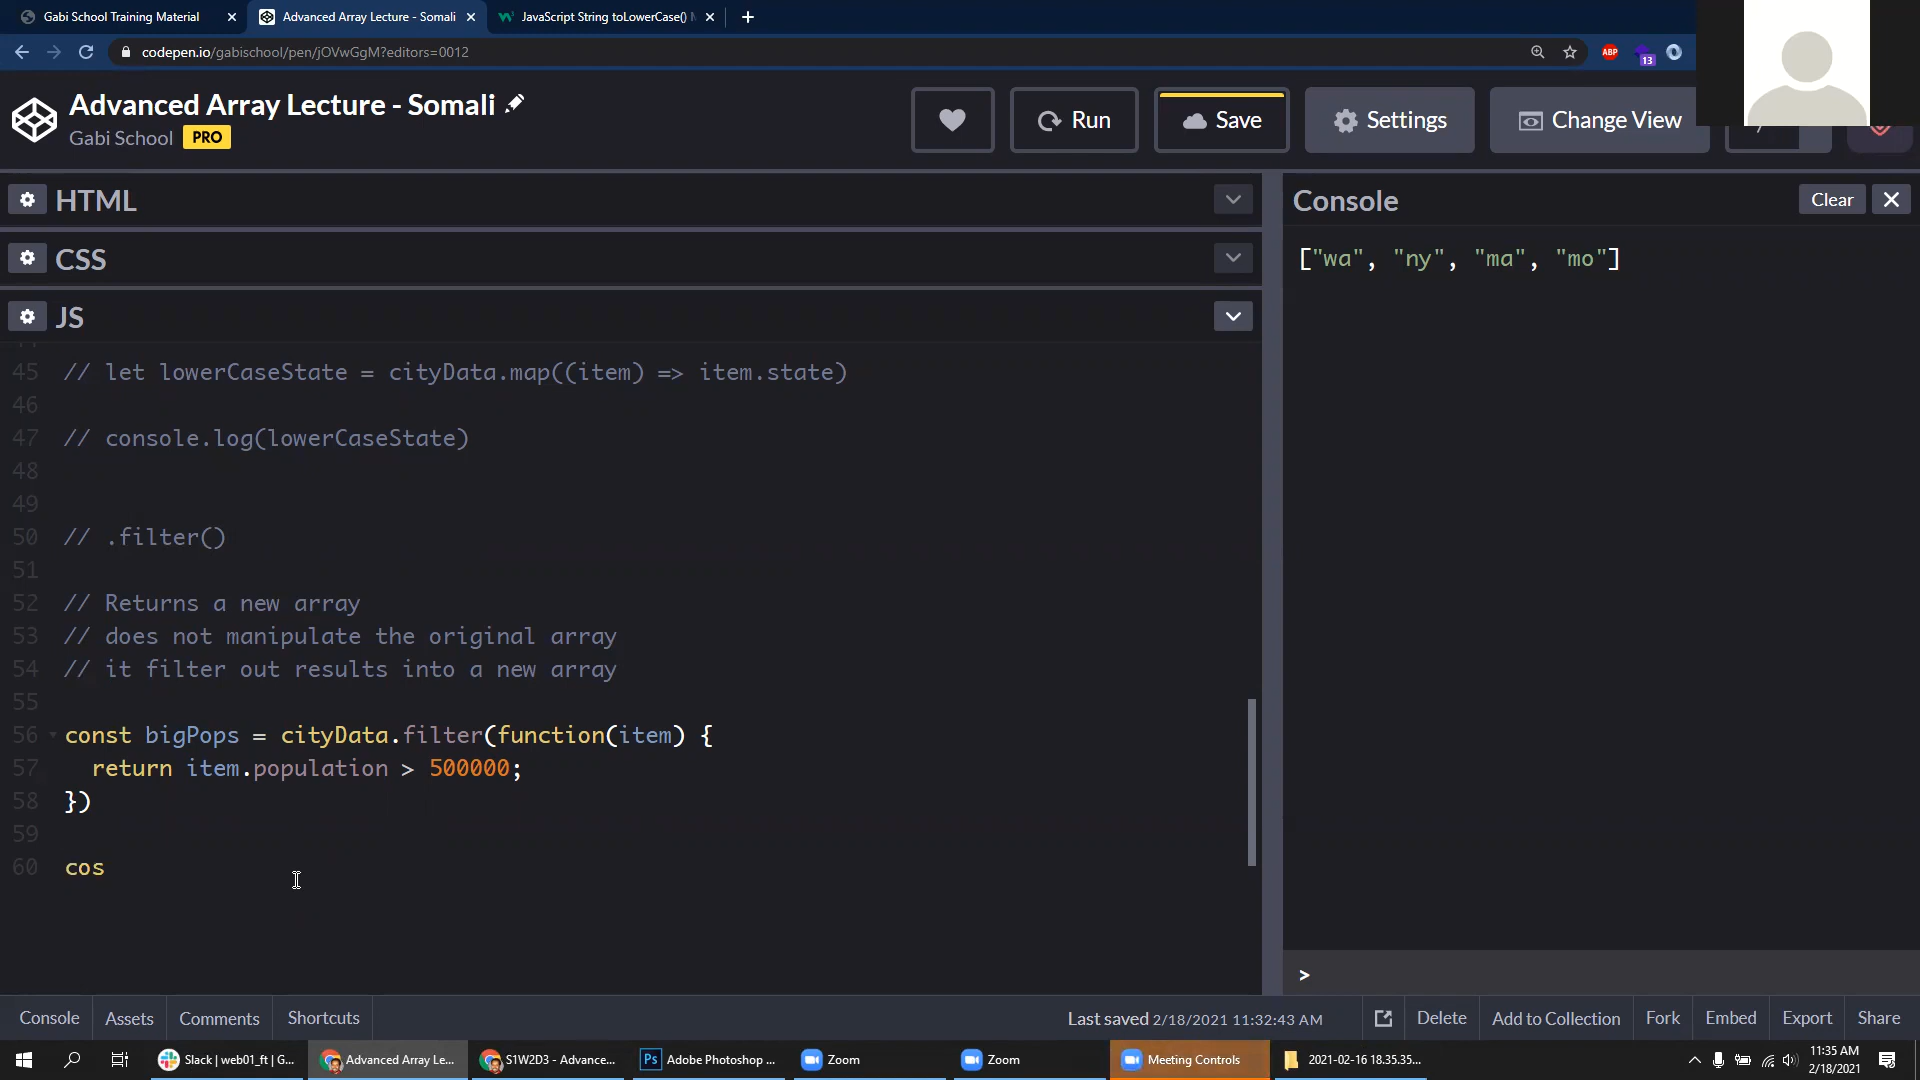 Gabi School Training Material
Advanced Array Lecture - Somali
JavaScript String toLowerCase() M
codepen.io/gabischool/pen/jOVwGgM?editors=0012
ABP
13
Advanced Array Lecture - Somali
Gabi School PRO
Run
Save
Settings
Change View
HTML
CSS
JS
45 // let lowerCaseState = cityData.map((item) => item.state)
46
47 // console.log(lowerCaseState)
48
49
50 // .filter()
51
52 // Returns a new array
53 // does not manipulate the original array
54 // it filter out results into a new array
55
56 const bigPops = cityData.filter(function(item) {
57 return item.population > 500000;
58 })
59
60 cos
Console
Clear
["wa", "ny", "ma", "mo"]
>
Console
Assets
Comments
Shortcuts
Last saved 2/18/2021 11:32:43 AM
Delete
Add to Collection
Fork
Embed
Export
Share
Slack | web01_ft | G...
Advanced Array Le...
S1W2D3 - Advance...
Ps Adobe Photoshop ...
Zoom
Zoom
Meeting Controls
2021-02-16 18.35.35...
11:35 AM
2/18/2021